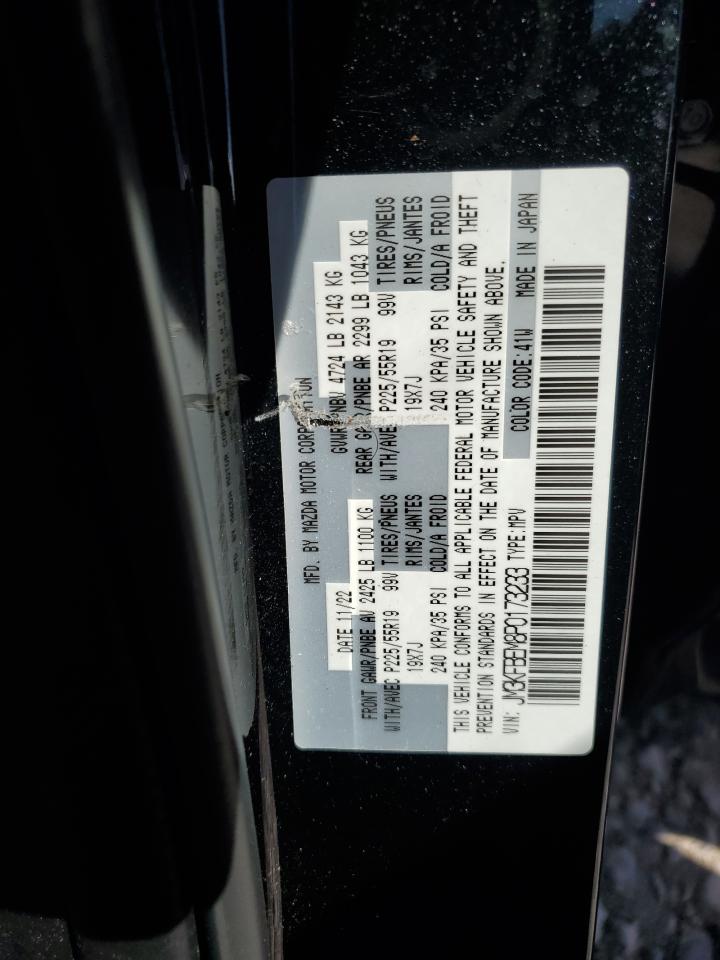 MFD. BY MAZDA MOTOR CORPORATION
DATE 11/22 GVWR/PNBV 4724 LB 2143 KG
FRONT GAWR/PNBE AV 2425 LB 1100 KG REAR GAWR/PNBE AR 2299 LB 1043 KG
WITH/AVEC P225/55R19 99V TIRES/PNEUS WITH/AVEC P225/55R19 99V TIRES/PNEUS
19X7J RIMS/JANTES 19X7J RIMS/JANTES
240 KPA/35 PSI COLD/A FROID 240 KPA/35 PSI COLD/A FROID
THIS VEHICLE CONFORMS TO ALL APPLICABLE FEDERAL MOTOR VEHICLE SAFETY AND THEFT
PREVENTION STANDARDS IN EFFECT ON THE DATE OF MANUFACTURE SHOWN ABOVE.
VIN: JM3KFBEM8P0173233 TYPE:MPV COLOR CODE:41W MADE IN JAPAN